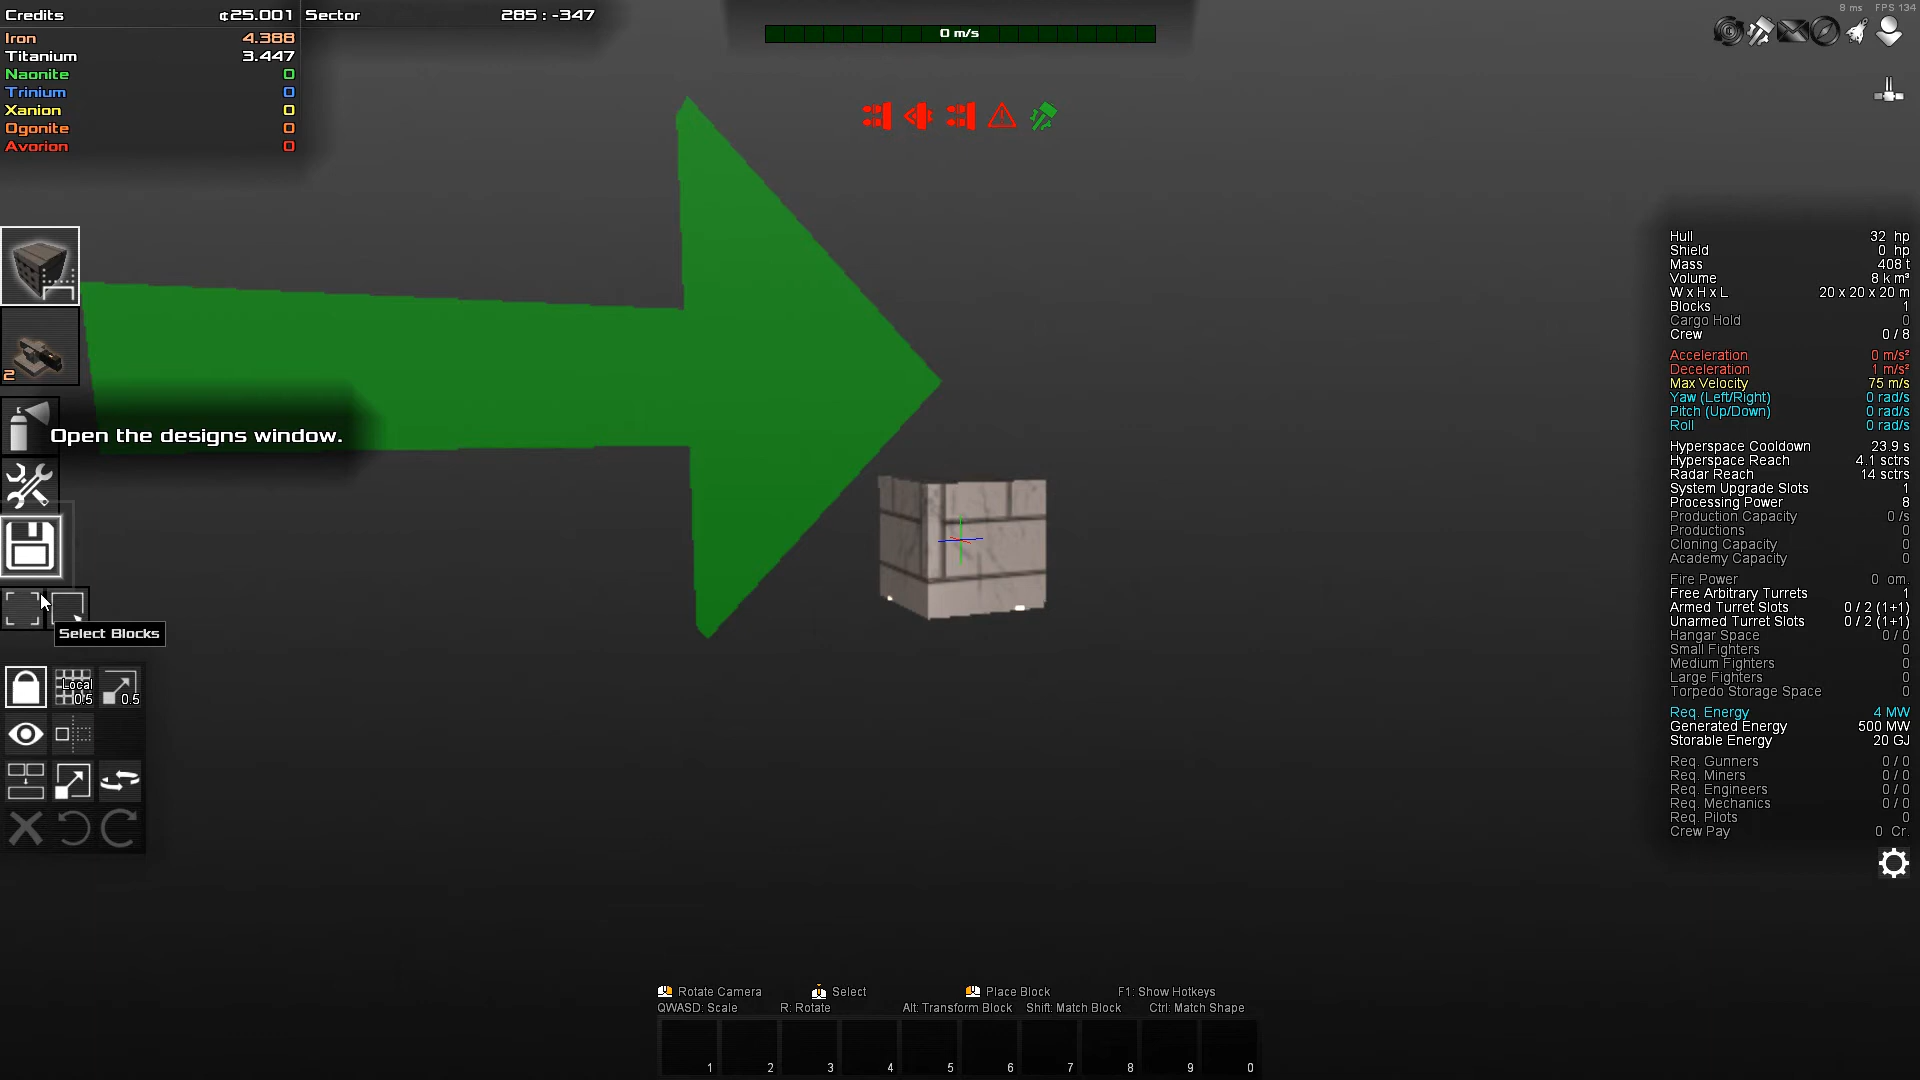 Credits ¢25.001 Sector 285 : -347
8 ms FPS 134
Iron 4.388
Titanium 3.447
Naonite 0
Trinium 0
Xanion 0
Ogonite 0
Avorion 0
0 m/s
2
Open the designs window.
Select Blocks
Local
0.5
0.5
Hull 32 hp
Shield 0 hp
Mass 408 t
Volume 8 k m³
W x H x L 20 x 20 x 20 m
Blocks 1
Cargo Hold 0
Crew 0 / 8
Acceleration 0 m/s²
Deceleration 1 m/s²
Max Velocity 75 m/s
Yaw (Left/Right) 0 rad/s
Pitch (Up/Down) 0 rad/s
Roll 0 rad/s
Hyperspace Cooldown 23.9 s
Hyperspace Reach 4.1 sctrs
Radar Reach 14 sctrs
System Upgrade Slots 1
Processing Power 8
Production Capacity 0 /s
Productions 0
Cloning Capacity 0
Academy Capacity 0
Fire Power 0 om.
Free Arbitrary Turrets 1
Armed Turret Slots 0 / 2 (1+1)
Unarmed Turret Slots 0 / 2 (1+1)
Hangar Space 0 / 0
Small Fighters 0
Medium Fighters 0
Large Fighters 0
Torpedo Storage Space 0
Req. Energy 4 MW
Generated Energy 500 MW
Storable Energy 20 GJ
Req. Gunners 0 / 0
Req. Miners 0 / 0
Req. Engineers 0 / 0
Req. Mechanics 0 / 0
Req. Pilots 0
Crew Pay 0 Cr.
Rotate Camera Select Place Block F1: Show Hotkeys
QWASD: Scale R: Rotate Alt: Transform Block Shift: Match Block Ctrl: Match Shape
1 2 3 4 5 6 7 8 9 0